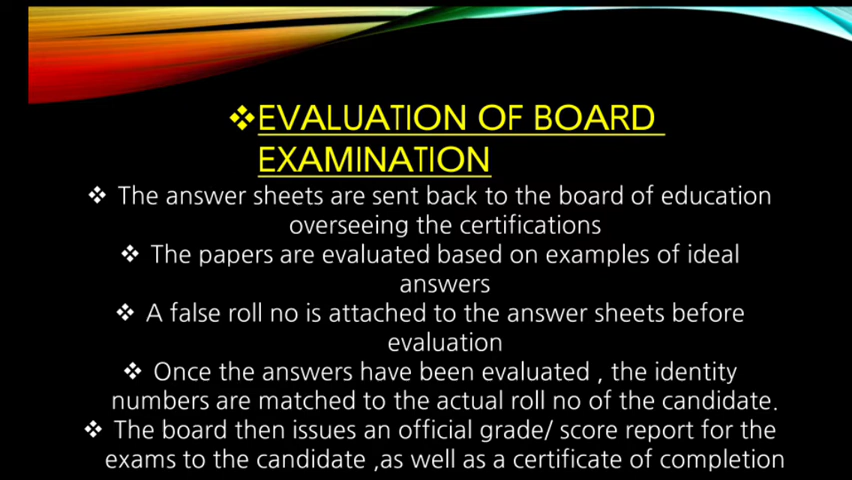 ❖EVALUATION OF BOARD
EXAMINATION
❖ The answer sheets are sent back to the board of education
overseeing the certifications
❖ The papers are evaluated based on examples of ideal
answers
❖ A false roll no is attached to the answer sheets before
evaluation
❖ Once the answers have been evaluated , the identity
numbers are matched to the actual roll no of the candidate.
❖ The board then issues an official grade/ score report for the
exams to the candidate ,as well as a certificate of completion